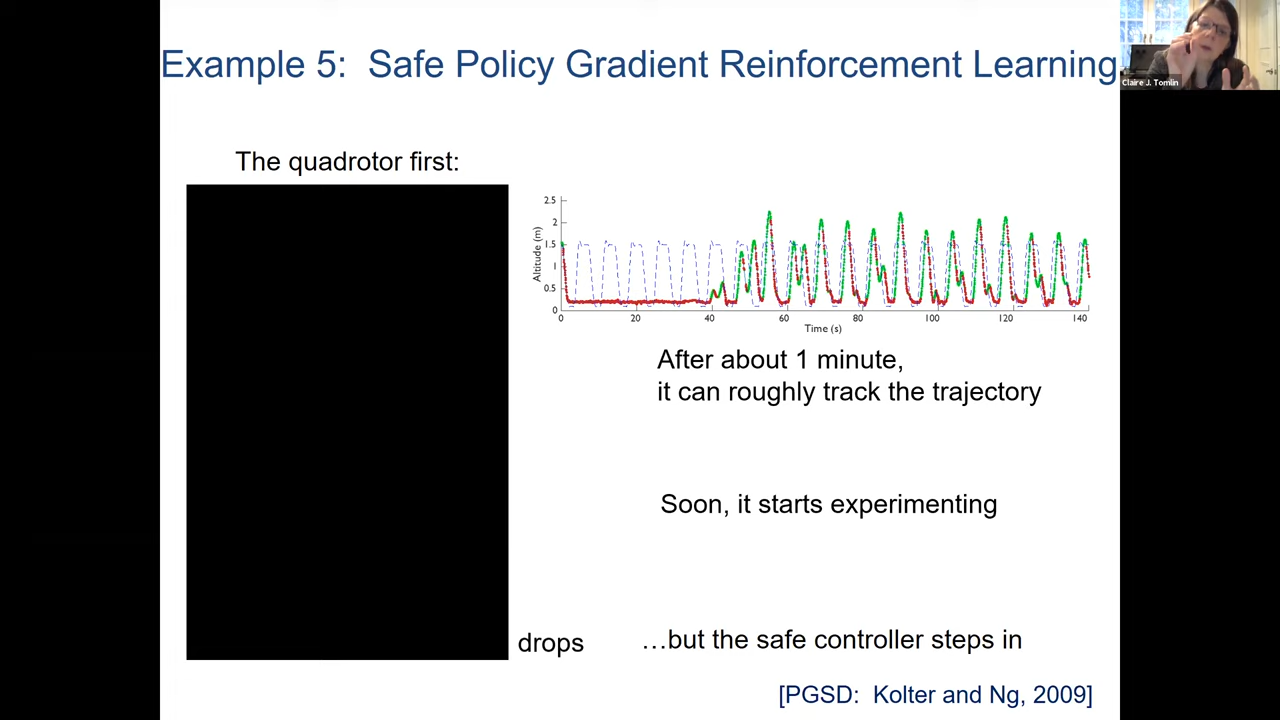 Example 5: Safe Policy Gradient Reinforcement Learning
Claire J. Tomlin
The quadrotor first:
2.5
2
1.5
1
0.5
0
Altitude (m)
0 20 40 60 80 100 120 140
Time (s)
After about 1 minute,
it can roughly track the trajectory
Soon, it starts experimenting
drops
…but the safe controller steps in
[PGSD: Kolter and Ng, 2009]